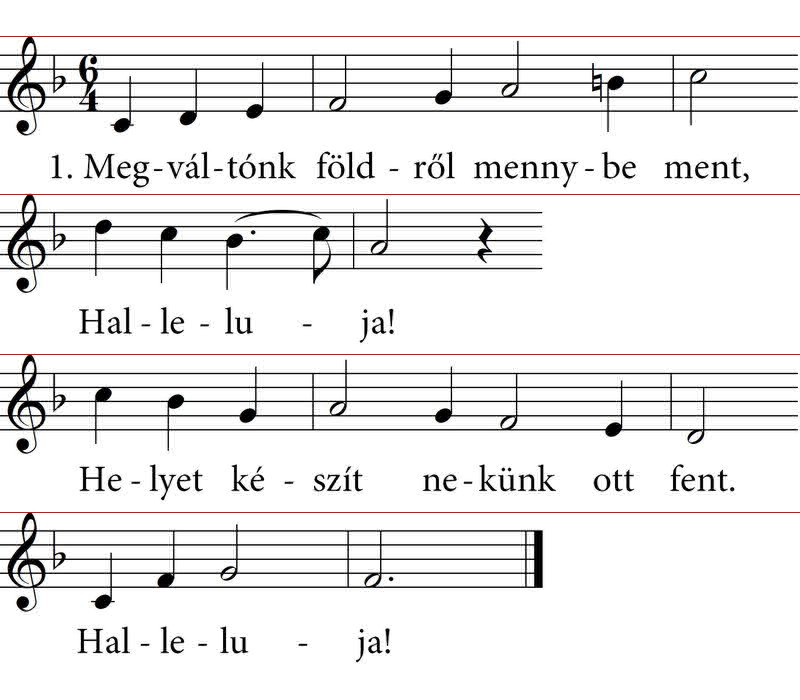 6
4
1. Meg-vál-tónk föld - ről menny-be ment,
Hal - le - lu - ja!
He - lyet ké - szít ne-künk ott fent.
Hal - le - lu - ja!